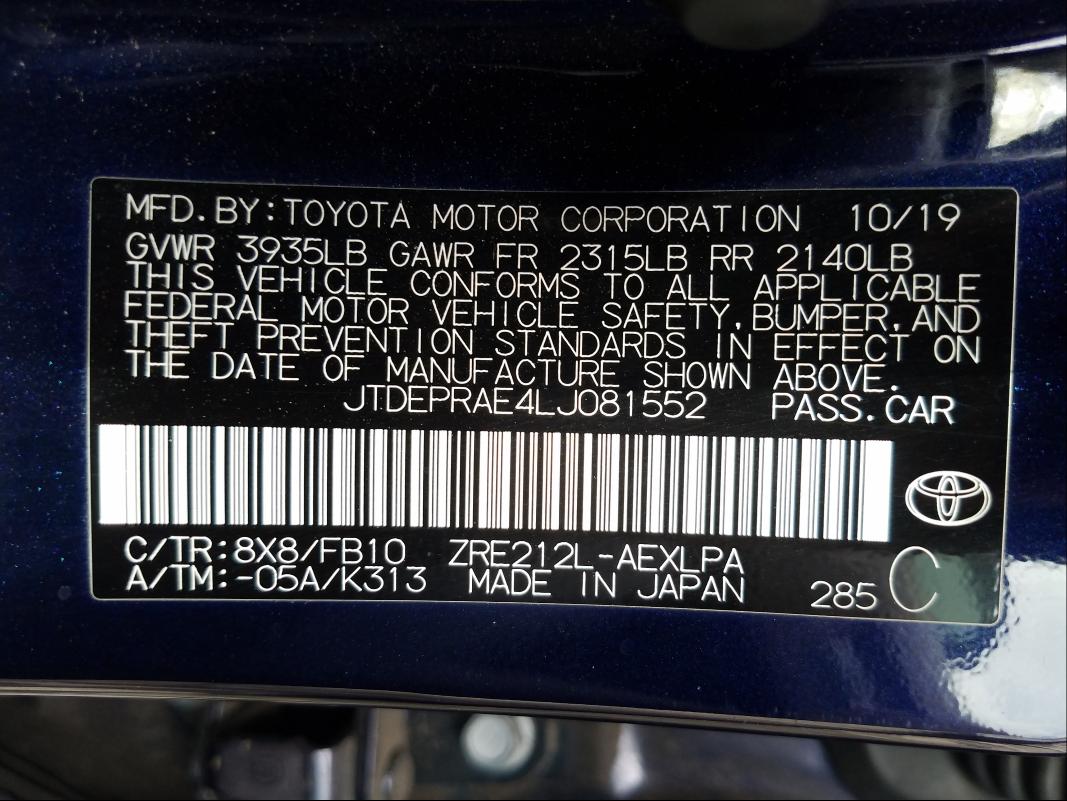 MFD.BY:TOYOTA MOTOR CORPORATION 10/19
GVWR 3935LB GAWR FR 2315LB RR 2140LB
THIS VEHICLE CONFORMS TO ALL APPLICABLE
FEDERAL MOTOR VEHICLE SAFETY,BUMPER,AND
THEFT PREVENTION STANDARDS IN EFFECT ON
THE DATE OF MANUFACTURE SHOWN ABOVE.
JTDEPRAE4LJ081552 PASS.CAR
C/TR:8X8/FB10 ZRE212L-AEXLPA
A/TM:-05A/K313 MADE IN JAPAN 285 C